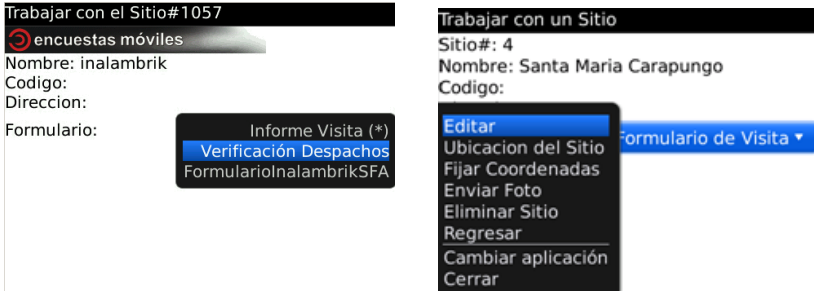 Trabajar con el Sitio#1057
encuestas móviles
Nombre: inalambrik
Codigo:
Direccion:
Formulario:
Informe Visita (*)
Verificación Despachos
FormularioInalambrikSFA
Trabajar con un Sitio
Sitio#: 4
Nombre: Santa Maria Carapungo
Codigo:
Formulario de Visita
Editar
Ubicacion del Sitio
Fijar Coordenadas
Enviar Foto
Eliminar Sitio
Regresar
Cambiar aplicación
Cerrar